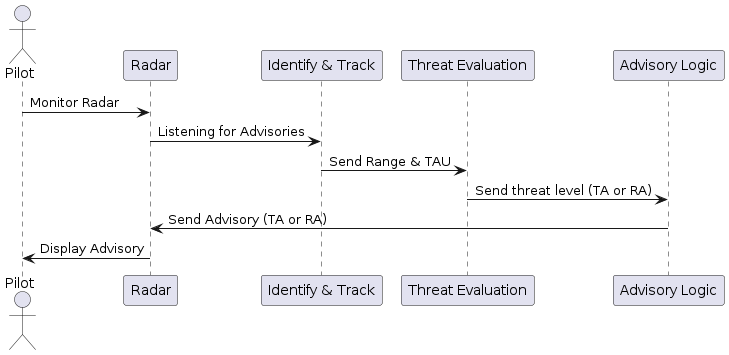 Pilot
Radar
Identify & Track
Threat Evaluation
Advisory Logic
Monitor Radar
Listening for Advisories
Send Range & TAU
Send threat level (TA or RA)
Send Advisory (TA or RA)
Display Advisory
Pilot
Radar
Identify & Track
Threat Evaluation
Advisory Logic